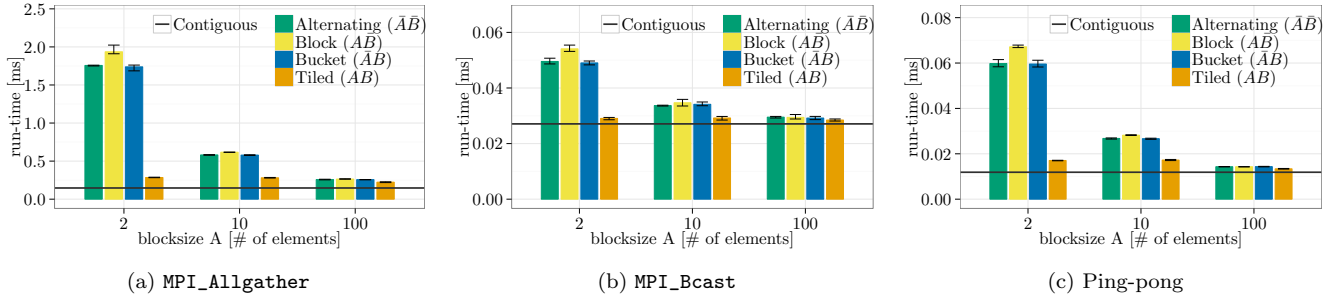 run-time [ms]
2.5
2.0
1.5
1.0
0.5
0.0
Contiguous
Alternating (ĀB̄)
Block (AB̄)
Bucket (ĀB)
Tiled (AB)
2 10 100
blocksize A [# of elements]
(a) MPI_Allgather
run-time [ms]
0.06
0.04
0.02
0.00
Contiguous
Alternating (ĀB̄)
Block (AB̄)
Bucket (ĀB)
Tiled (AB)
2 10 100
blocksize A [# of elements]
(b) MPI_Bcast
run-time [ms]
0.08
0.06
0.04
0.02
0.00
Contiguous
Alternating (ĀB̄)
Block (AB̄)
Bucket (ĀB)
Tiled (AB)
2 10 100
blocksize A [# of elements]
(c) Ping-pong